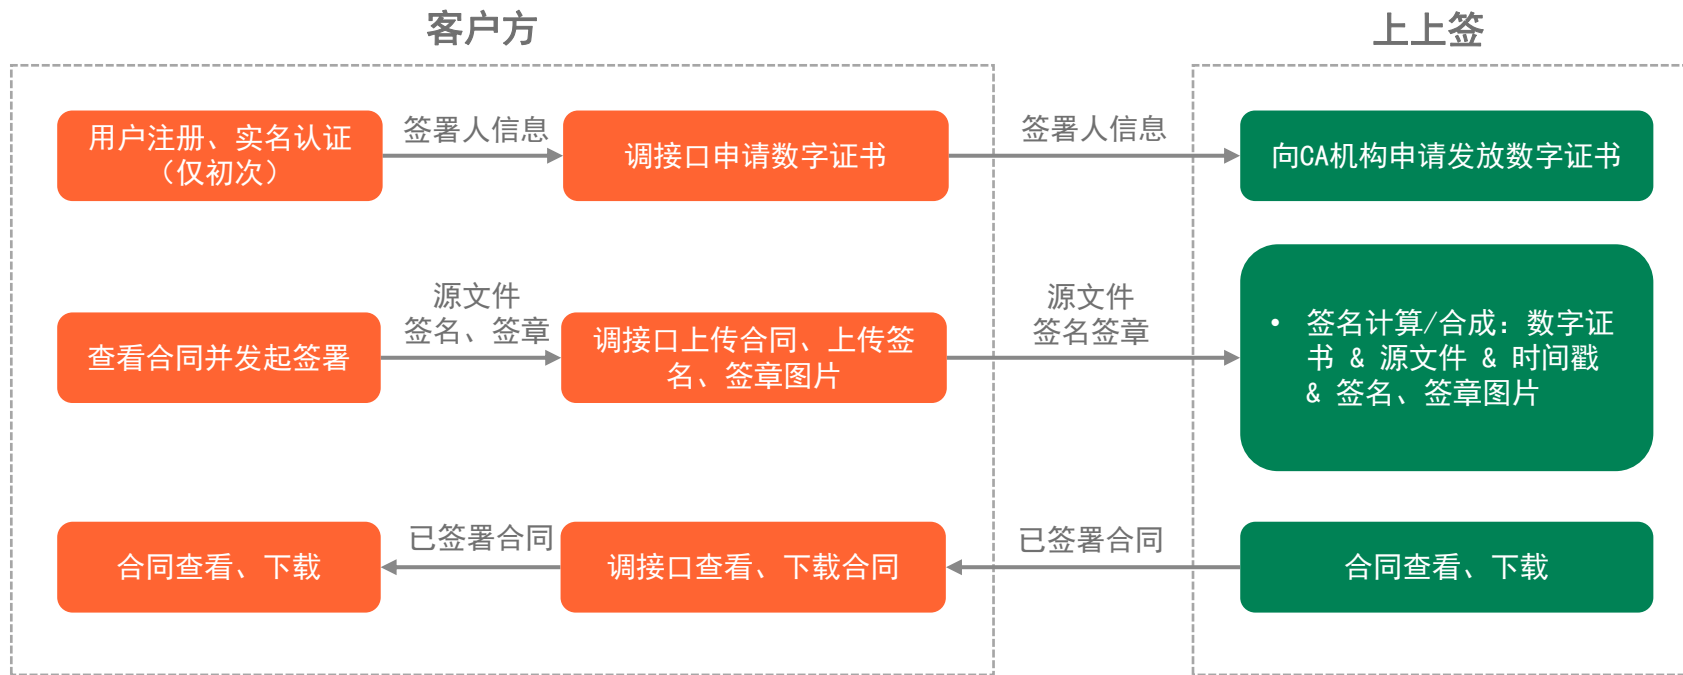 客户方
上上签
用户注册、实名认证
（仅初次）
签署人信息
调接口申请数字证书
签署人信息
向CA机构申请发放数字证书
查看合同并发起签署
源文件
签名、签章
调接口上传合同、上传签
名、签章图片
源文件
签名签章
• 签名计算/合成：数字证
书 & 源文件 & 时间戳
& 签名、签章图片
合同查看、下载
已签署合同
调接口查看、下载合同
已签署合同
合同查看、下载